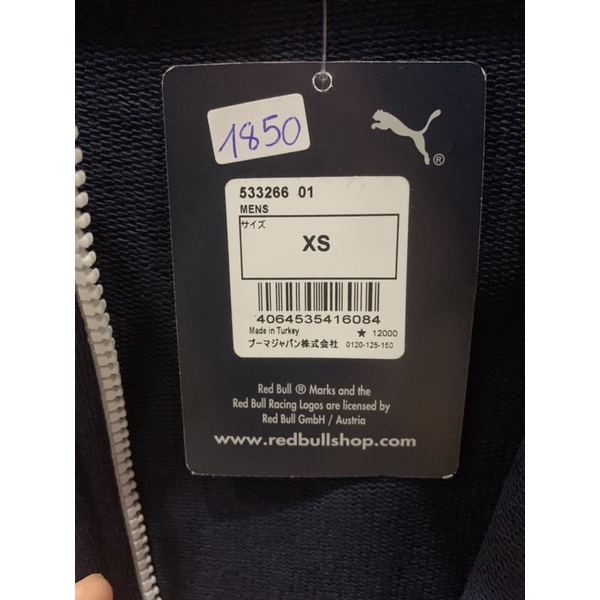 1850
®
533266 01
MENS
サイズ
XS
4064535416084
Made in Turkey ★ 12000
プーマジャパン株式会社 0120-125-150
Red Bull ® Marks and the
Red Bull Racing Logos are licensed by
Red Bull GmbH / Austria
www.redbullshop.com